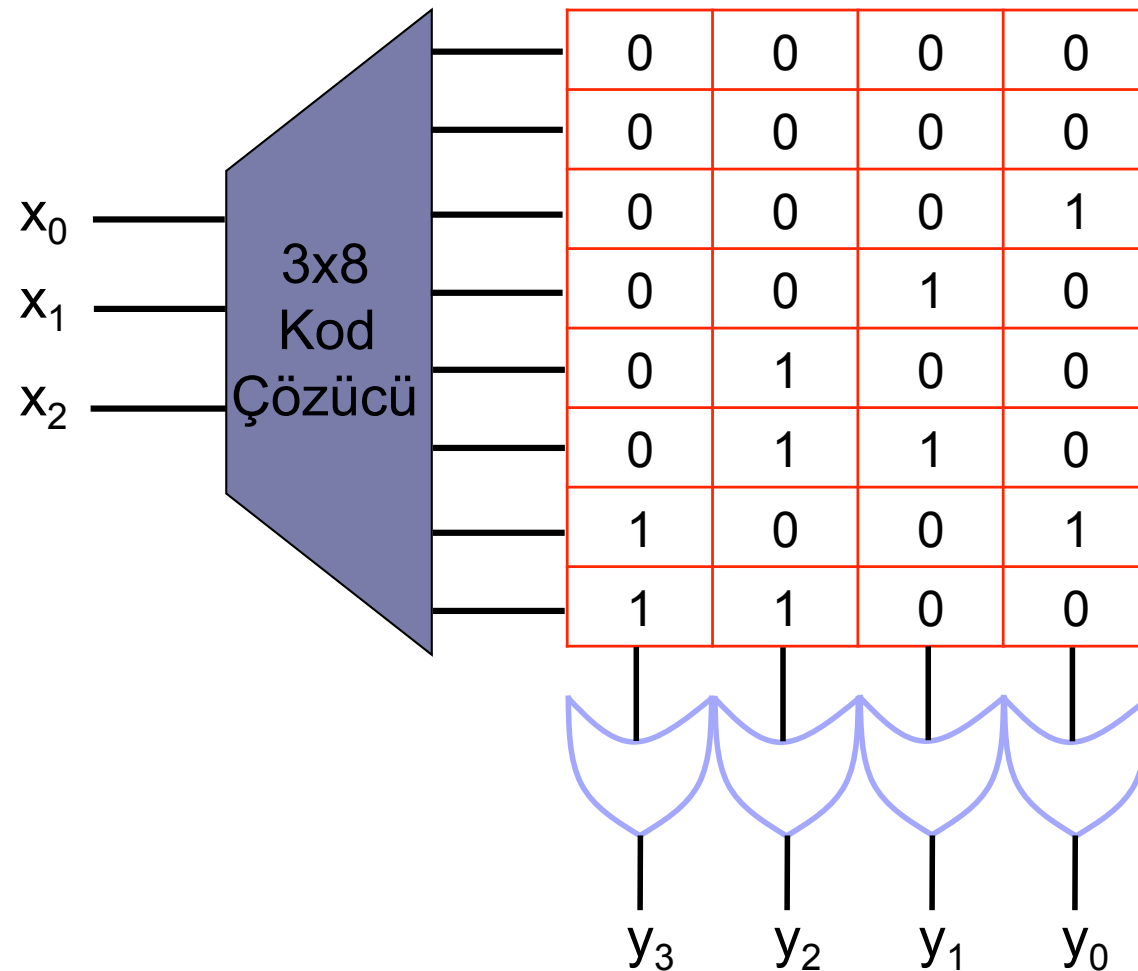 x0
x1
x2
3x8
Kod
Çözücü
0 0 0 0
0 0 0 0
0 0 0 1
0 0 1 0
0 1 0 0
0 1 1 0
1 0 0 1
1 1 0 0
y3 y2 y1 y0